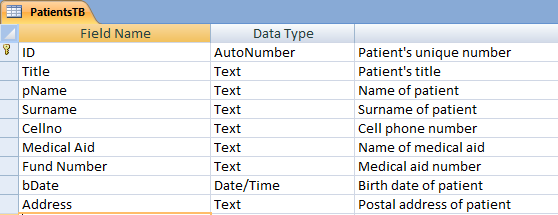 PatientsTB
Field Name Data Type
ID AutoNumber Patient's unique number
Title Text Patient's title
pName Text Name of patient
Surname Text Surname of patient
Cellno Text Cell phone number
Medical Aid Text Name of medical aid
Fund Number Text Medical aid number
bDate Date/Time Birth date of patient
Address Text Postal address of patient